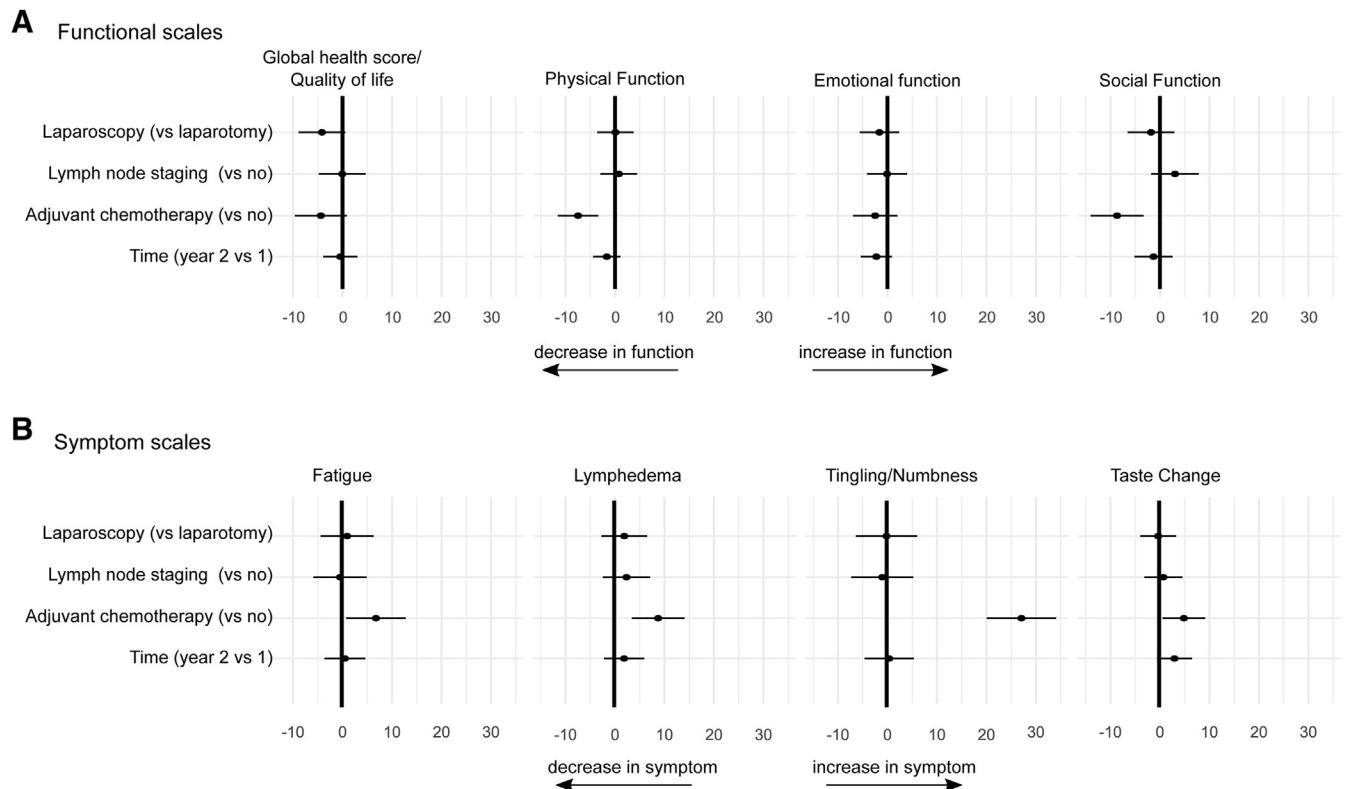 A Functional scales
Global health score/
Quality of life
Physical Function
Emotional function
Social Function
Laparoscopy (vs laparotomy)
Lymph node staging (vs no)
Adjuvant chemotherapy (vs no)
Time (year 2 vs 1)
-10 0 10 20 30
-10 0 10 20 30
-10 0 10 20 30
-10 0 10 20 30
decrease in function
increase in function
B Symptom scales
Fatigue
Lymphedema
Tingling/Numbness
Taste Change
Laparoscopy (vs laparotomy)
Lymph node staging (vs no)
Adjuvant chemotherapy (vs no)
Time (year 2 vs 1)
-10 0 10 20 30
-10 0 10 20 30
-10 0 10 20 30
-10 0 10 20 30
decrease in symptom
increase in symptom